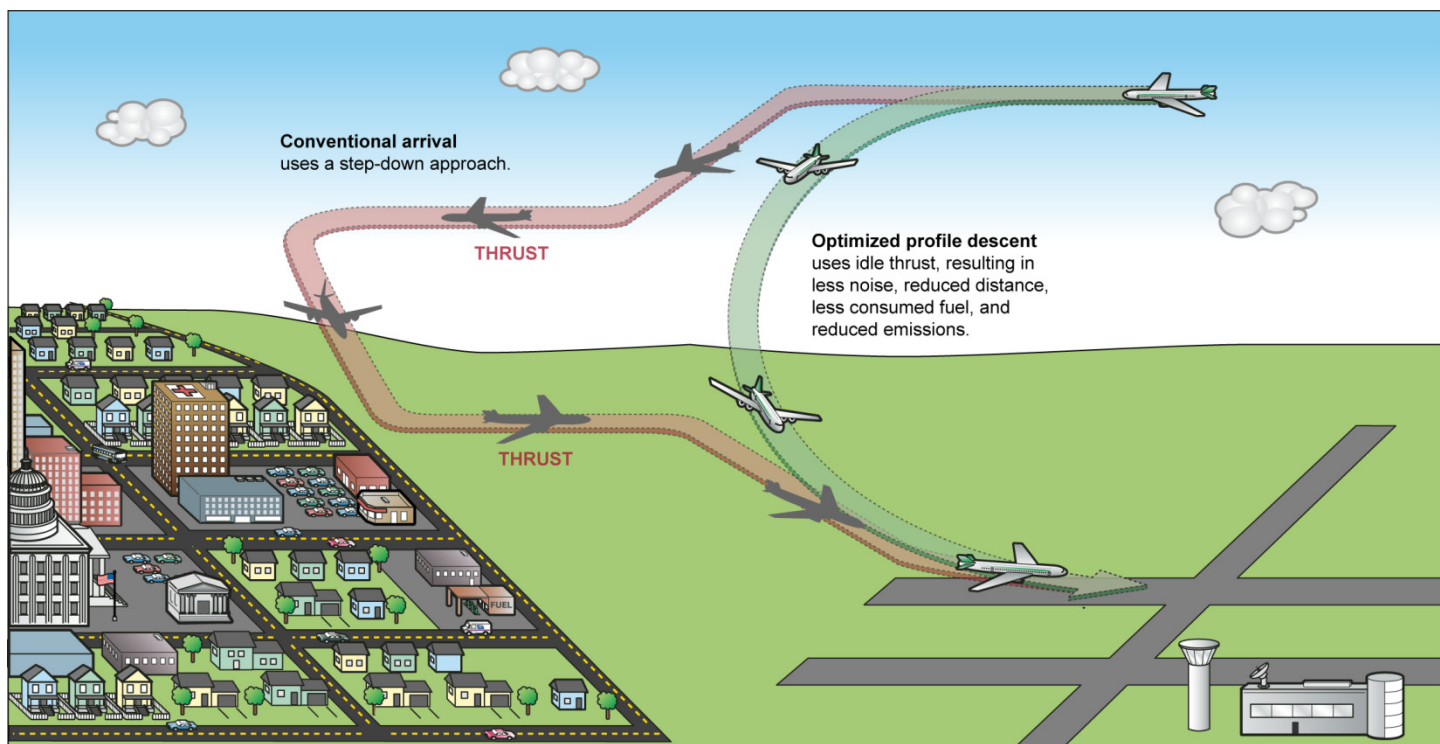 Conventional arrival
uses a step-down approach.
THRUST
Optimized profile descent
uses idle thrust, resulting in
less noise, reduced distance,
less consumed fuel, and
reduced emissions.
THRUST
FUEL